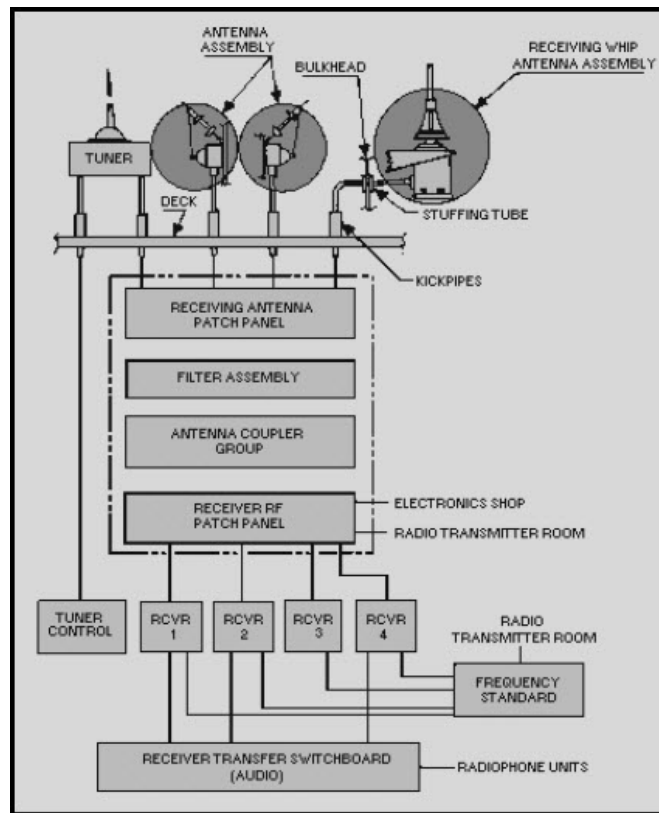 ANTENNA
ASSEMBLY
RECEIVING WHIP
ANTENNA ASSEMBLY
BULKHEAD
TUNER
DECK
STUFFING TUBE
KICKPIPES
RECEIVING ANTENNA
PATCH PANEL
FILTER ASSEMBLY
ANTENNA COUPLER
GROUP
RECEIVER RF
PATCH PANEL
ELECTRONICS SHOP
RADIO TRANSMITTER ROOM
TUNER
CONTROL
RCVR
1
RCVR
2
RCVR
3
RCVR
4
RADIO
TRANSMITTER ROOM
FREQUENCY
STANDARD
RECEIVER TRANSFER SWITCHBOARD
(AUDIO)
RADIOPHONE UNITS